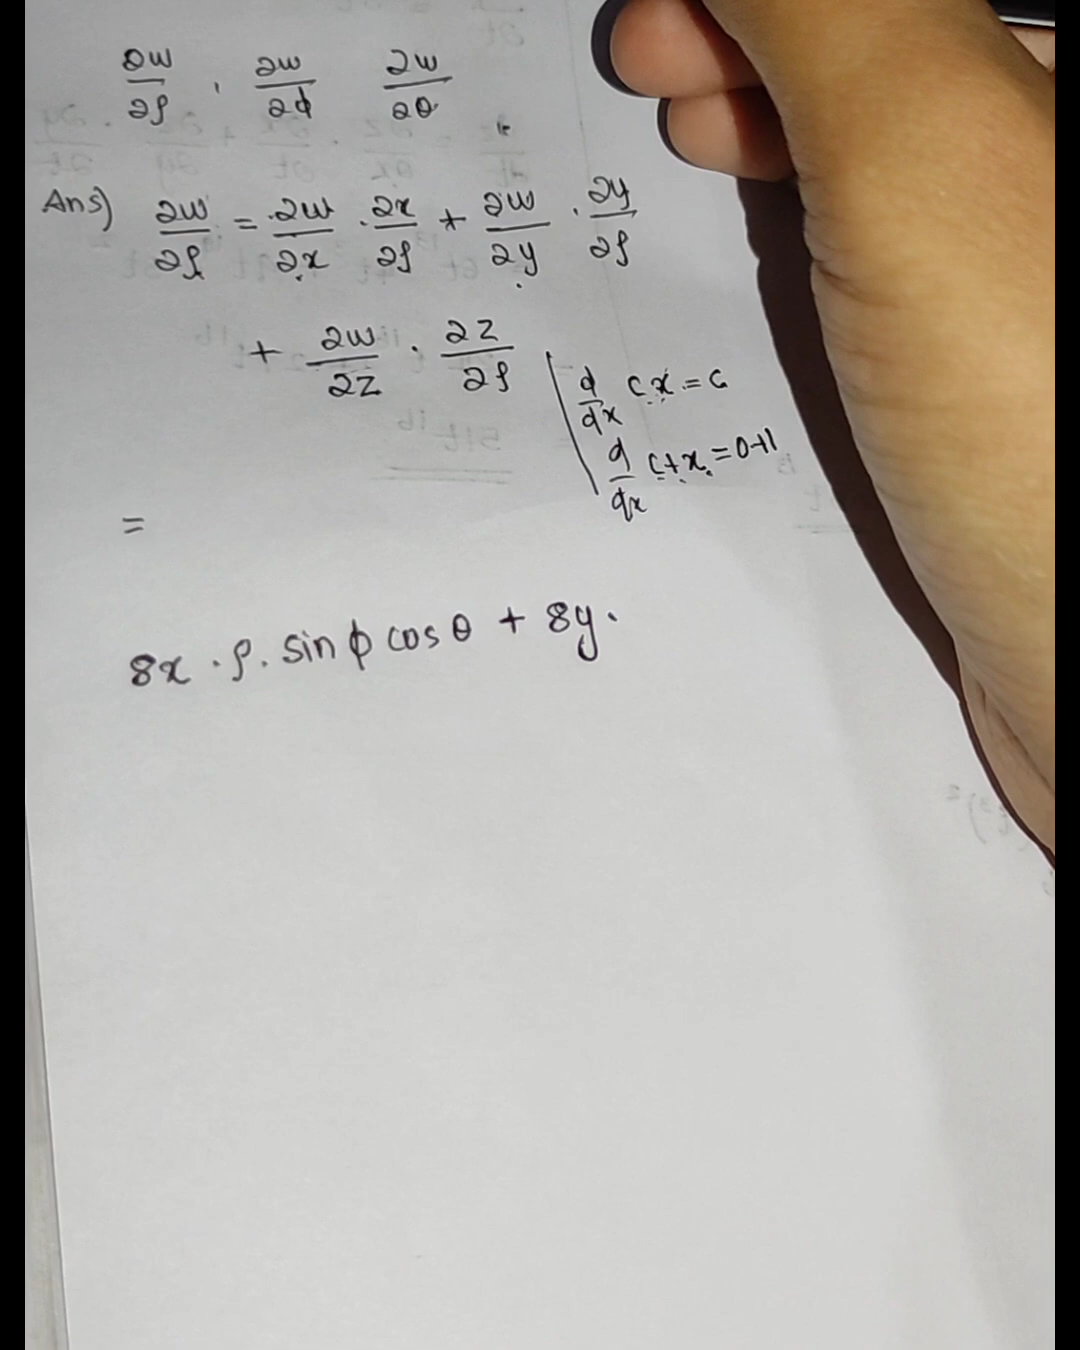 ∂w/∂ρ , ∂w/∂ϕ ∂w/∂θ
Ans) ∂w/∂ρ = ∂w/∂x · ∂x/∂ρ + ∂w/∂y · ∂y/∂ρ
+ ∂w/∂z · ∂z/∂ρ
d/dx cx = c
d/dx c+x = 0+1
=
8x · ρ · sin ϕ cos θ + 8y ·